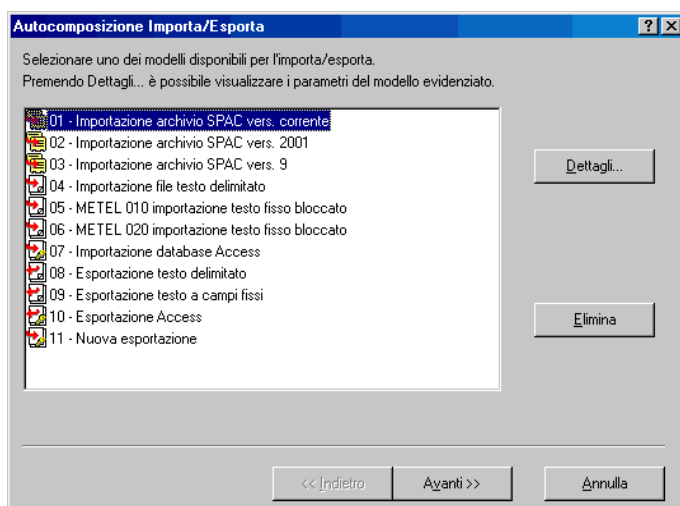 Autocomposizione Importa/Esporta
Selezionare uno dei modelli disponibili per l'importa/esporta.
Premendo Dettagli... è possibile visualizzare i parametri del modello evidenziato.
01 - Importazione archivio SPAC vers. corrente
02 - Importazione archivio SPAC vers. 2001
03 - Importazione archivio SPAC vers. 9
04 - Importazione file testo delimitato
05 - METEL 010 importazione testo fisso bloccato
06 - METEL 020 importazione testo fisso bloccato
07 - Importazione database Access
08 - Esportazione testo delimitato
09 - Esportazione testo a campi fissi
10 - Esportazione Access
11 - Nuova esportazione
Dettagli...
Elimina
<< Indietro
Avanti >>
Annulla